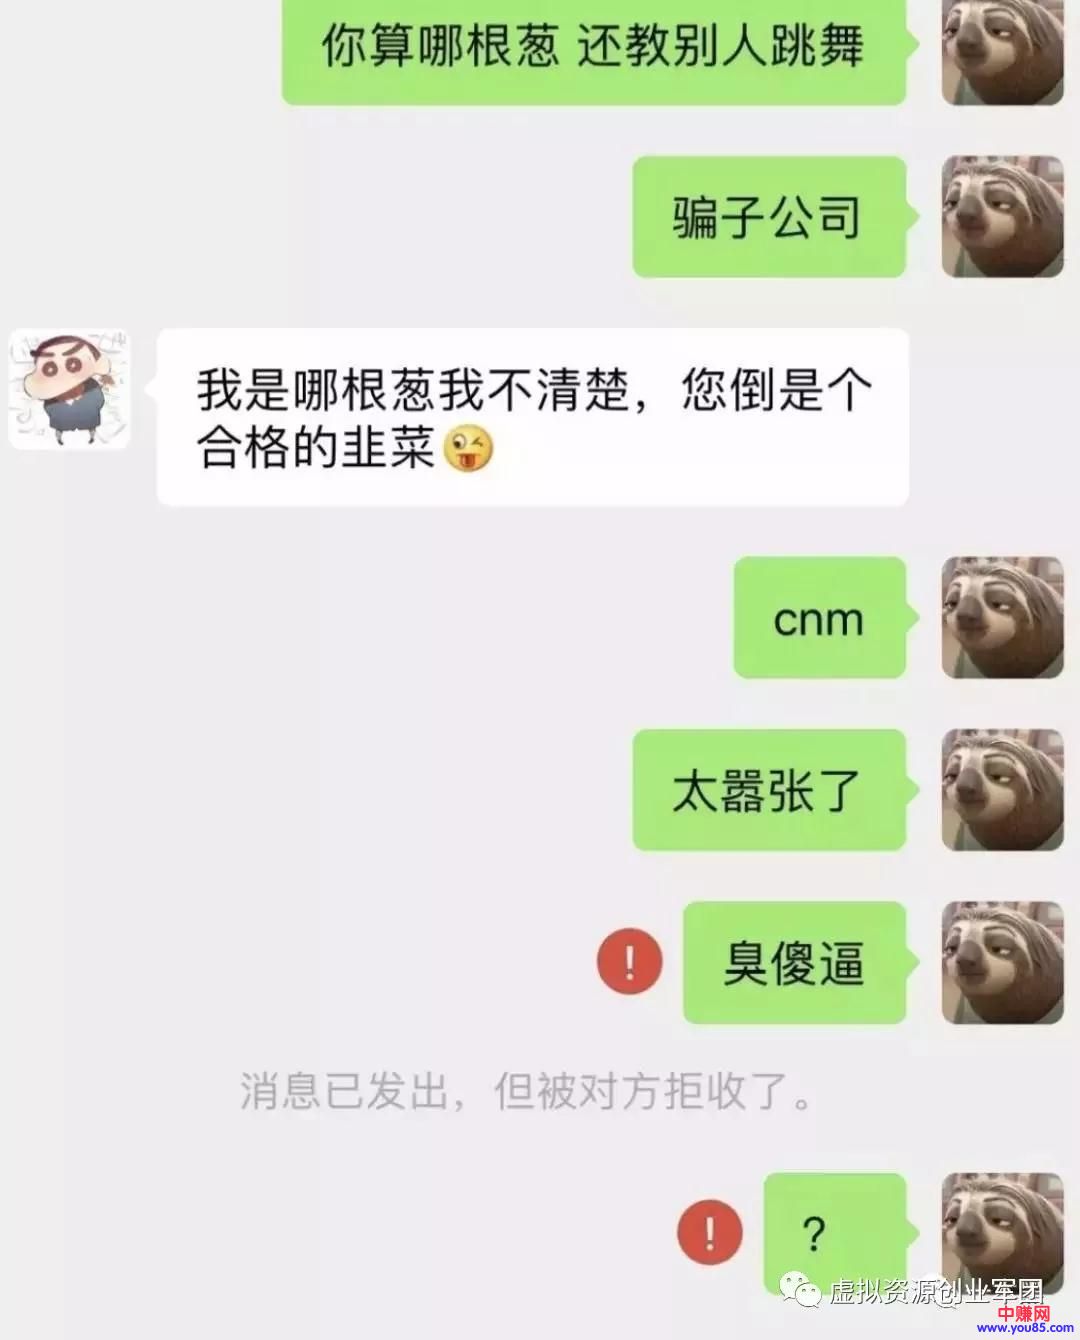 你算哪根葱 还教别人跳舞
骗子公司
我是哪根葱我不清楚，您倒是个
合格的韭菜
cnm
太嚣张了
!
臭傻逼
消息已发出，但被对方拒收了。
!
?
虚拟资源创业军团
中赚网
www.you85.com